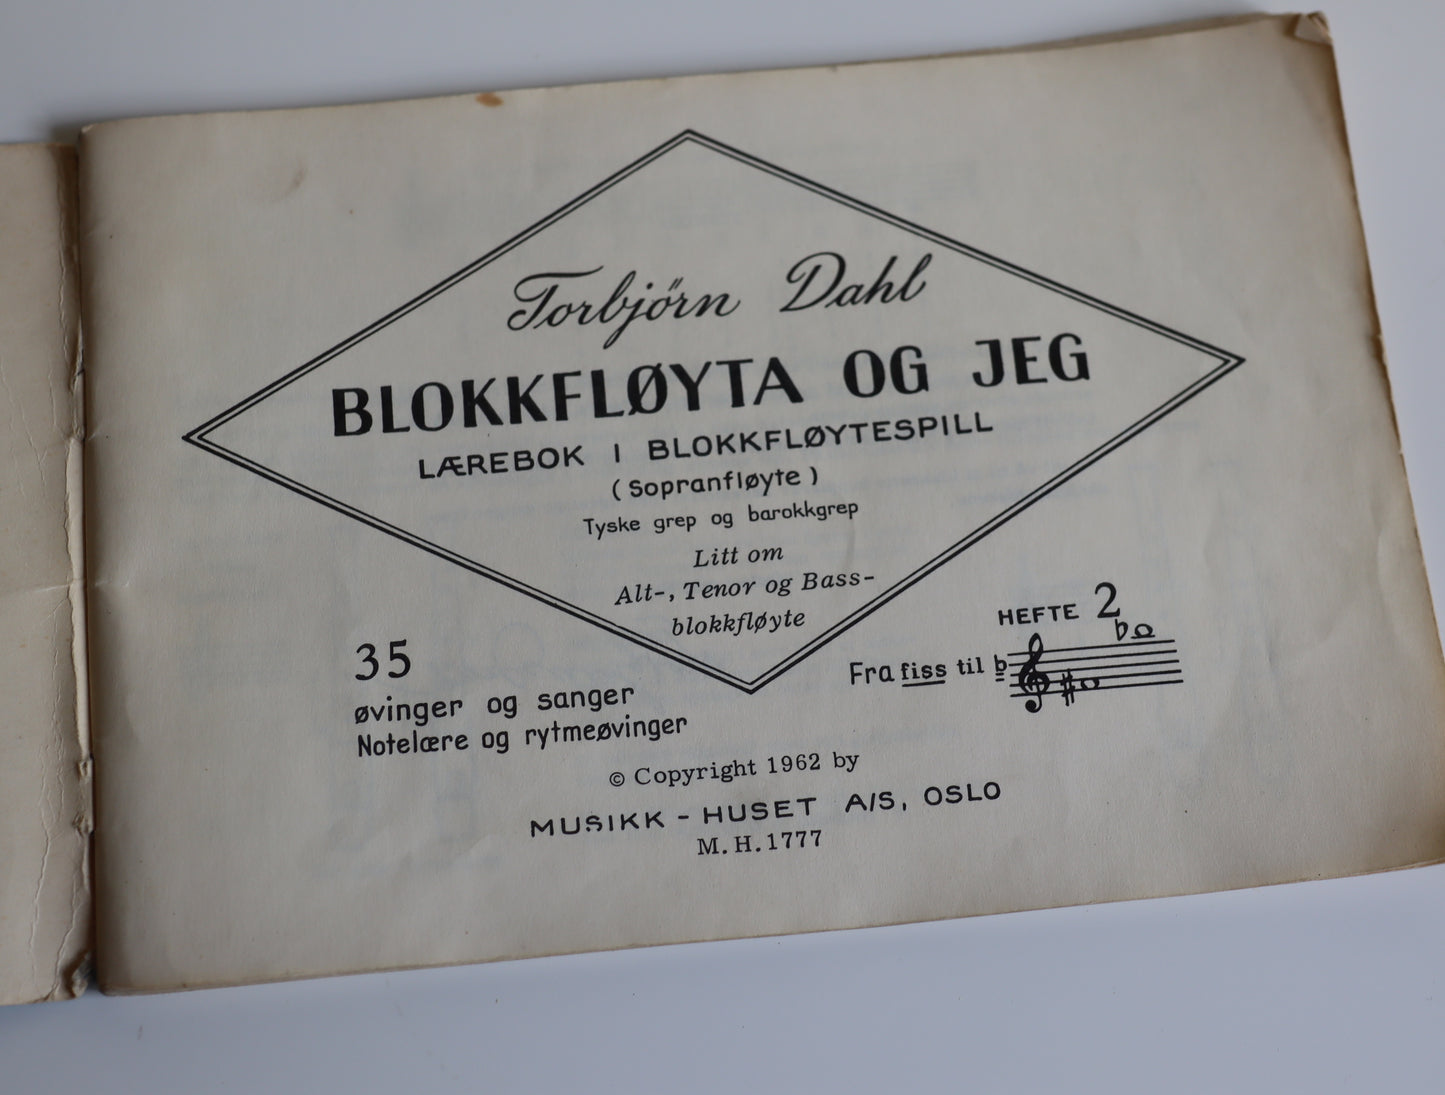 Torbjørn Dahl
BLOKKFLØYTA OG JEG
LÆREBOK I BLOKKFLØYTESPILL
(Sopranfløyte)
Tyske grep og barokkgrep
Litt om
Alt-, Tenor og Bass-
blokkfløyte
HEFTE 2
Fra fiss til b
35
øvinger og sanger
Notelære og rytmeøvinger
© Copyright 1962 by
MUSIKK - HUSET A/S, OSLO
M. H. 1777